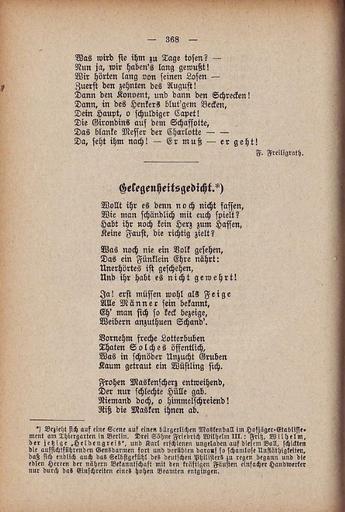 — 368 —
Was wird sie ihm zu Tage tosen? —
Nun ja, wir haben's lang gewußt!
Wir hörten lang von seinen Losen —
Zuerst den zehnten des August!
Dann den Konvent, und dann den Schrecken!
Dann, in des Henkers blut'gem Becken,
Dein Haupt, o schuldiger Capet!
Die Girondins auf dem Schaffotte,
Das blanke Messer der Charlotte — —
Da, seht ihm nach! — Er muß — er geht!
F. Freiligrath.
Gelegenheitsgedicht.*)
Wollt ihr es denn noch nicht fassen,
Wie man schändlich mit euch spielt?
Habt ihr noch kein Herz zum Hassen,
Keine Faust, die richtig zielt?
Was noch nie ein Volk gesehen,
Das ein Fünklein Ehre nährt:
Unerhörtes ist geschehen,
Und ihr habt es nicht gewehrt!
Ja! erst müssen wohl als Feige
Alle Männer sein bekannt,
Eh' man sich so keck bezeige,
Weibern anzuthuen Schand'.
Vornehm freche Lotterbuben
Thaten Solches öffentlich,
Was in schnöder Unzucht Gruben
Kaum getraut ein Wüstling sich.
Frohen Maskenscherz entweihend,
Der nur schlechte Hülle gab.
Niemand doch, o himmelschreiend!
Riß die Masken ihnen ab.
*) Bezieht sich auf eine Scene auf einem bürgerlichen Maskenball im Hofjäger-Etablisse-
ment am Thiergarten in Berlin. Drei Söhne Friedrich Wilhelm III.: Fritz, Wilhelm,
der jetzige „Heldengreis", und Karl erschienen ungeladen auf diesem Ball, schickten
die aufsichtführenden Gensdarmen fort und verübten darauf so schamlose Unfläthigkeiten,
daß sich endlich auch das Selbstgefühl des deutschen Philisters zu regen begann und die
edlen Herren der nähern Bekanntschaft mit den kräftigen Fäusten einfacher Handwerker
nur durch das Einschreiten eines hohen Beamten entgingen.